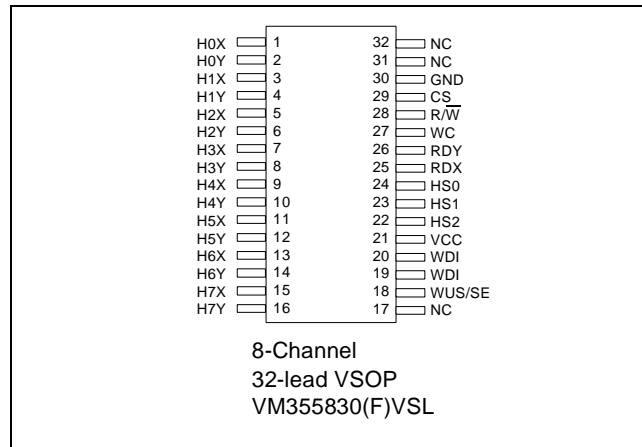 H0X 1 32 NC
H0Y 2 31 NC
H1X 3 30 GND
H1Y 4 29 CS
H2X 5 28 R/W̅
H2Y 6 27 WC
H3X 7 26 RDY
H3Y 8 25 RDX
H4X 9 24 HS0
H4Y 10 23 HS1
H5X 11 22 HS2
H5Y 12 21 VCC
H6X 13 20 WDI
H6Y 14 19 WDI
H7X 15 18 WUS/SE
H7Y 16 17 NC
8-Channel
32-lead VSOP
VM355830(F)VSL